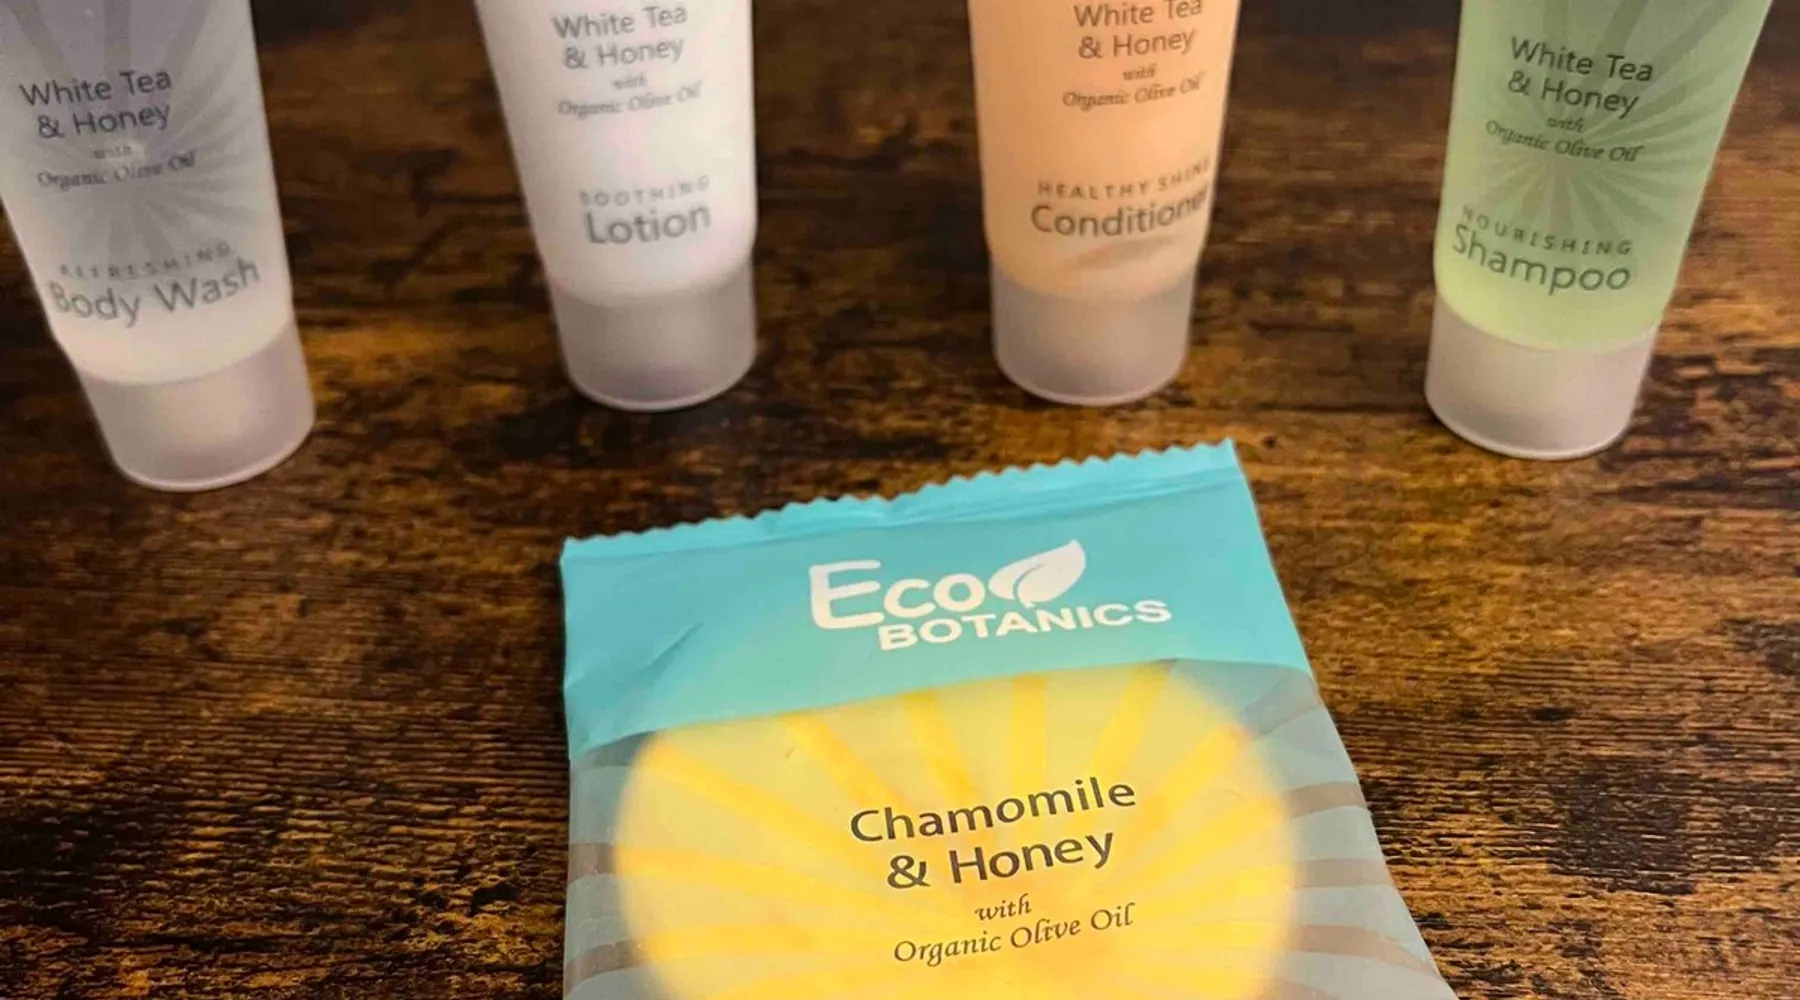 White Tea
& Honey
with
Organic Olive Oil
REFRESHING
Body Wash
White Tea
& Honey
with
Organic Olive Oil
SOOTHING
Lotion
White Tea
& Honey
with
Organic Olive Oil
HEALTHY SHINE
Conditioner
White Tea
& Honey
with
Organic Olive Oil
NOURISHING
Shampoo
ECO
BOTANICS
Chamomile
& Honey
with
Organic Olive Oil